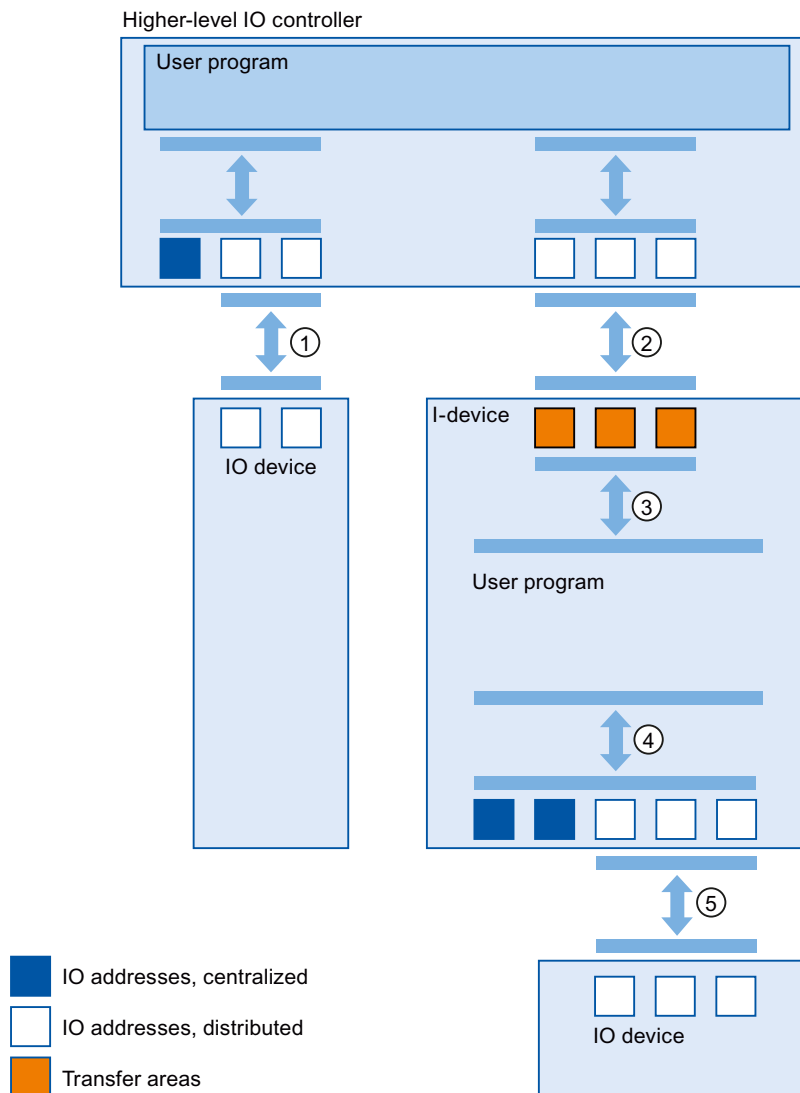 Higher-level IO controller
User program
1
2
I-device
IO device
3
User program
4
5
IO addresses, centralized
IO addresses, distributed
IO device
Transfer areas